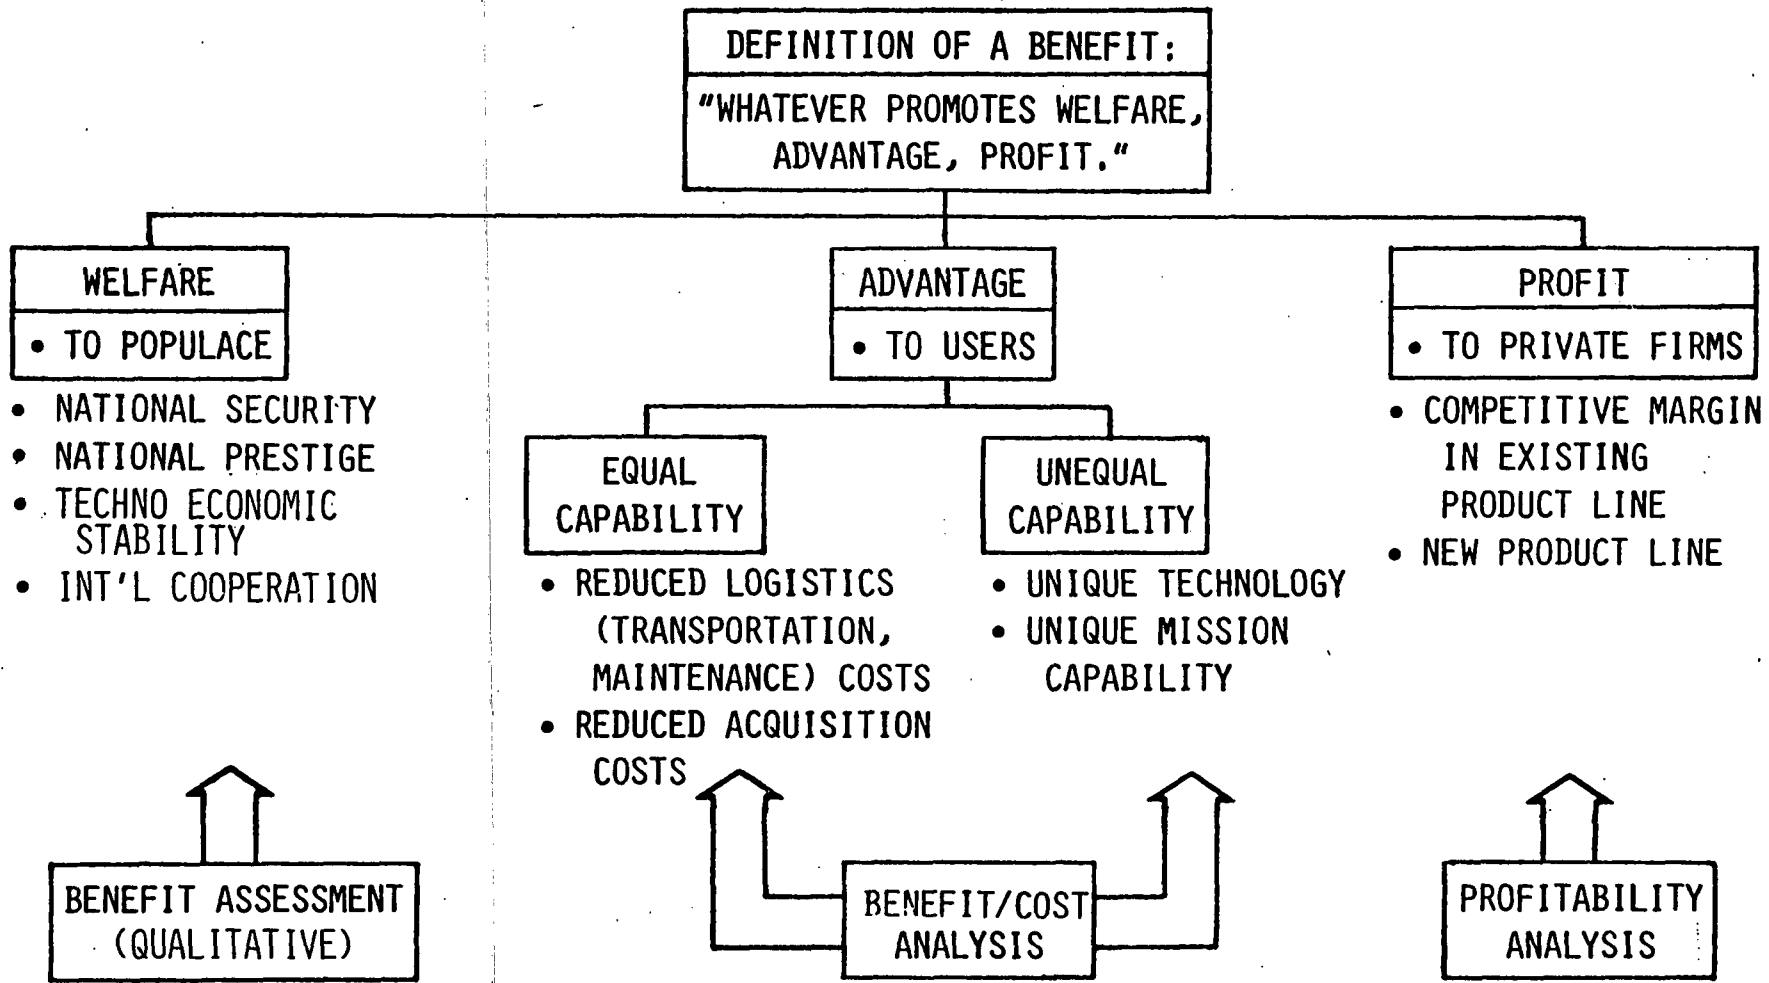 DEFINITION OF A BENEFIT:
"WHATEVER PROMOTES WELFARE,
ADVANTAGE, PROFIT."
WELFARE
• TO POPULACE
• NATIONAL SECURITY
• NATIONAL PRESTIGE
• TECHNO ECONOMIC
STABILITY
• INT'L COOPERATION
ADVANTAGE
• TO USERS
EQUAL
CAPABILITY
• REDUCED LOGISTICS
(TRANSPORTATION,
MAINTENANCE) COSTS
• REDUCED ACQUISITION
COSTS
UNEQUAL
CAPABILITY
• UNIQUE TECHNOLOGY
• UNIQUE MISSION
CAPABILITY
PROFIT
• TO PRIVATE FIRMS
• COMPETITIVE MARGIN
IN EXISTING
PRODUCT LINE
• NEW PRODUCT LINE
BENEFIT ASSESSMENT
(QUALITATIVE)
BENEFIT/COST
ANALYSIS
PROFITABILITY
ANALYSIS